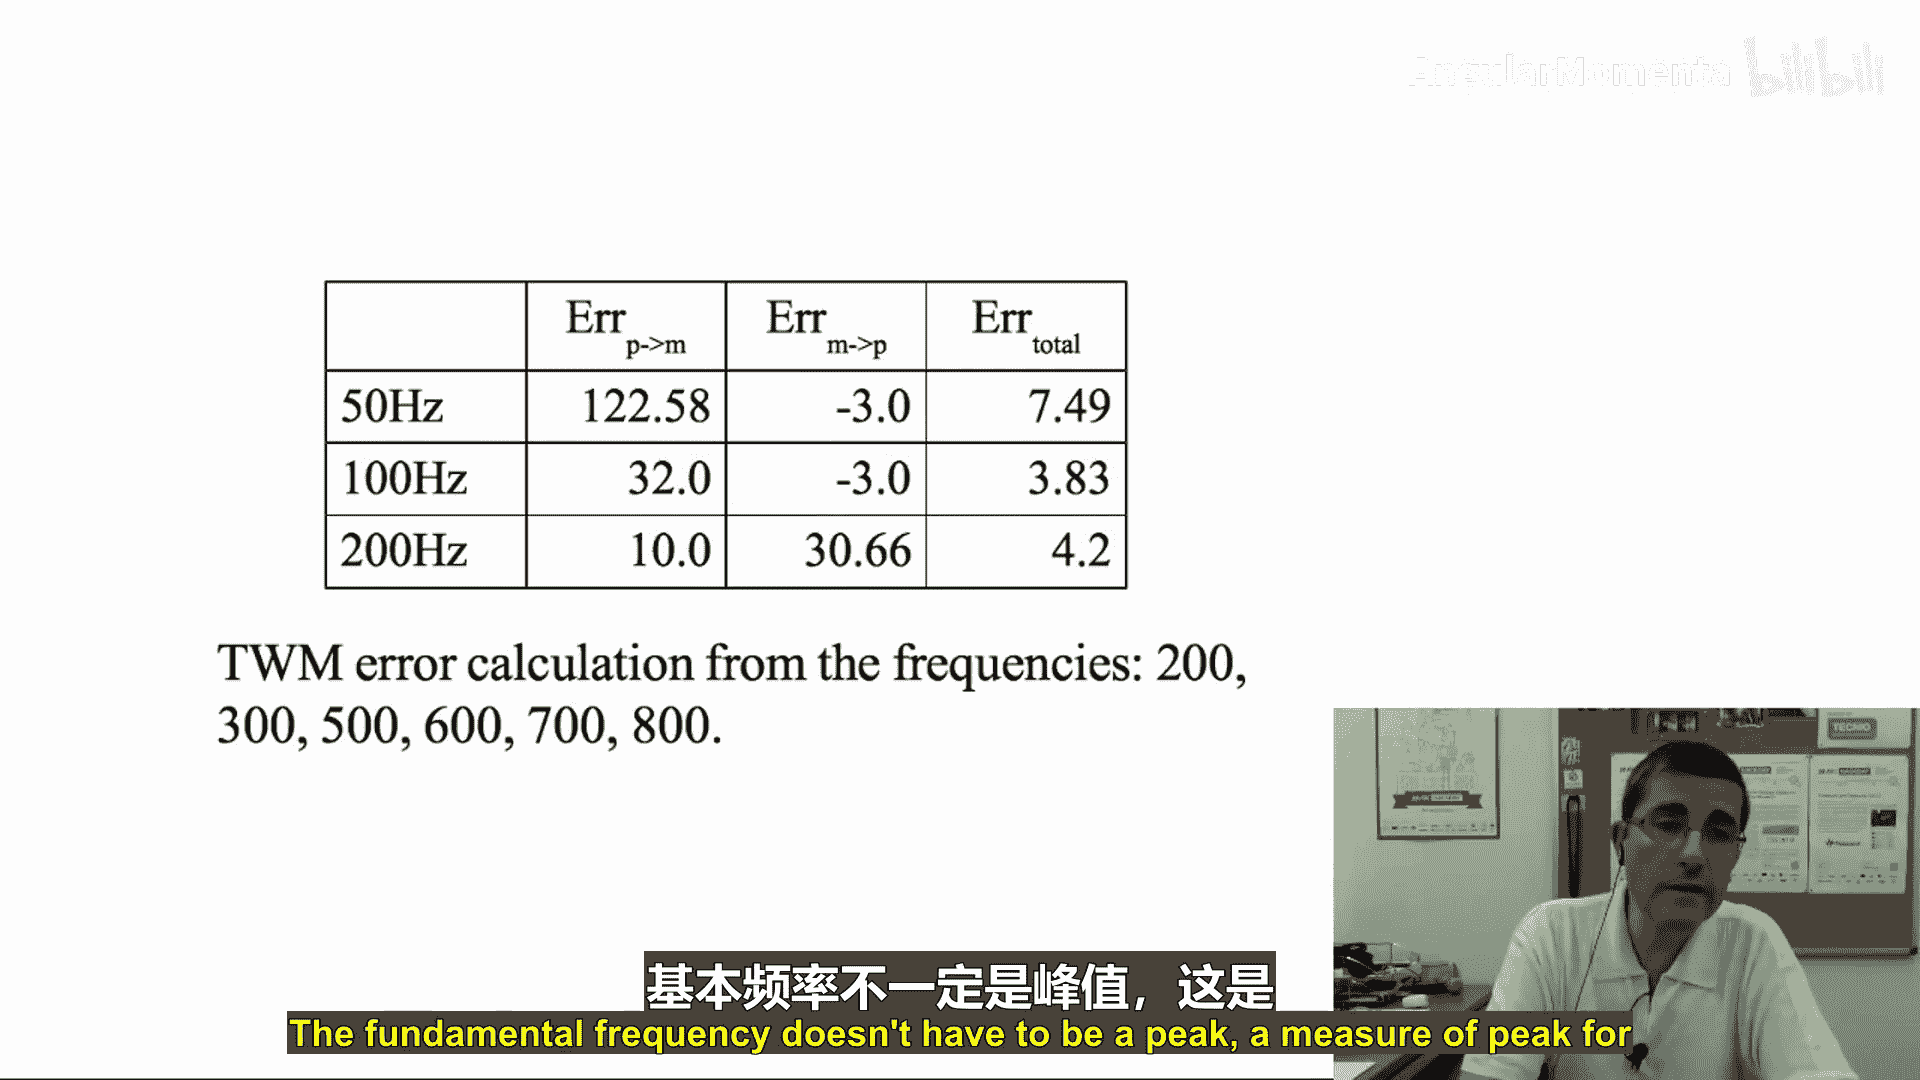 AngularMomenta bilibili
Err p->m Err m->p Err total
50Hz 122.58 -3.0 7.49
100Hz 32.0 -3.0 3.83
200Hz 10.0 30.66 4.2
TWM error calculation from the frequencies: 200,
300, 500, 600, 700, 800.
TECHNO
基本频率不一定是峰值，这是
The fundamental frequency doesn't have to be a peak, a measure of peak for